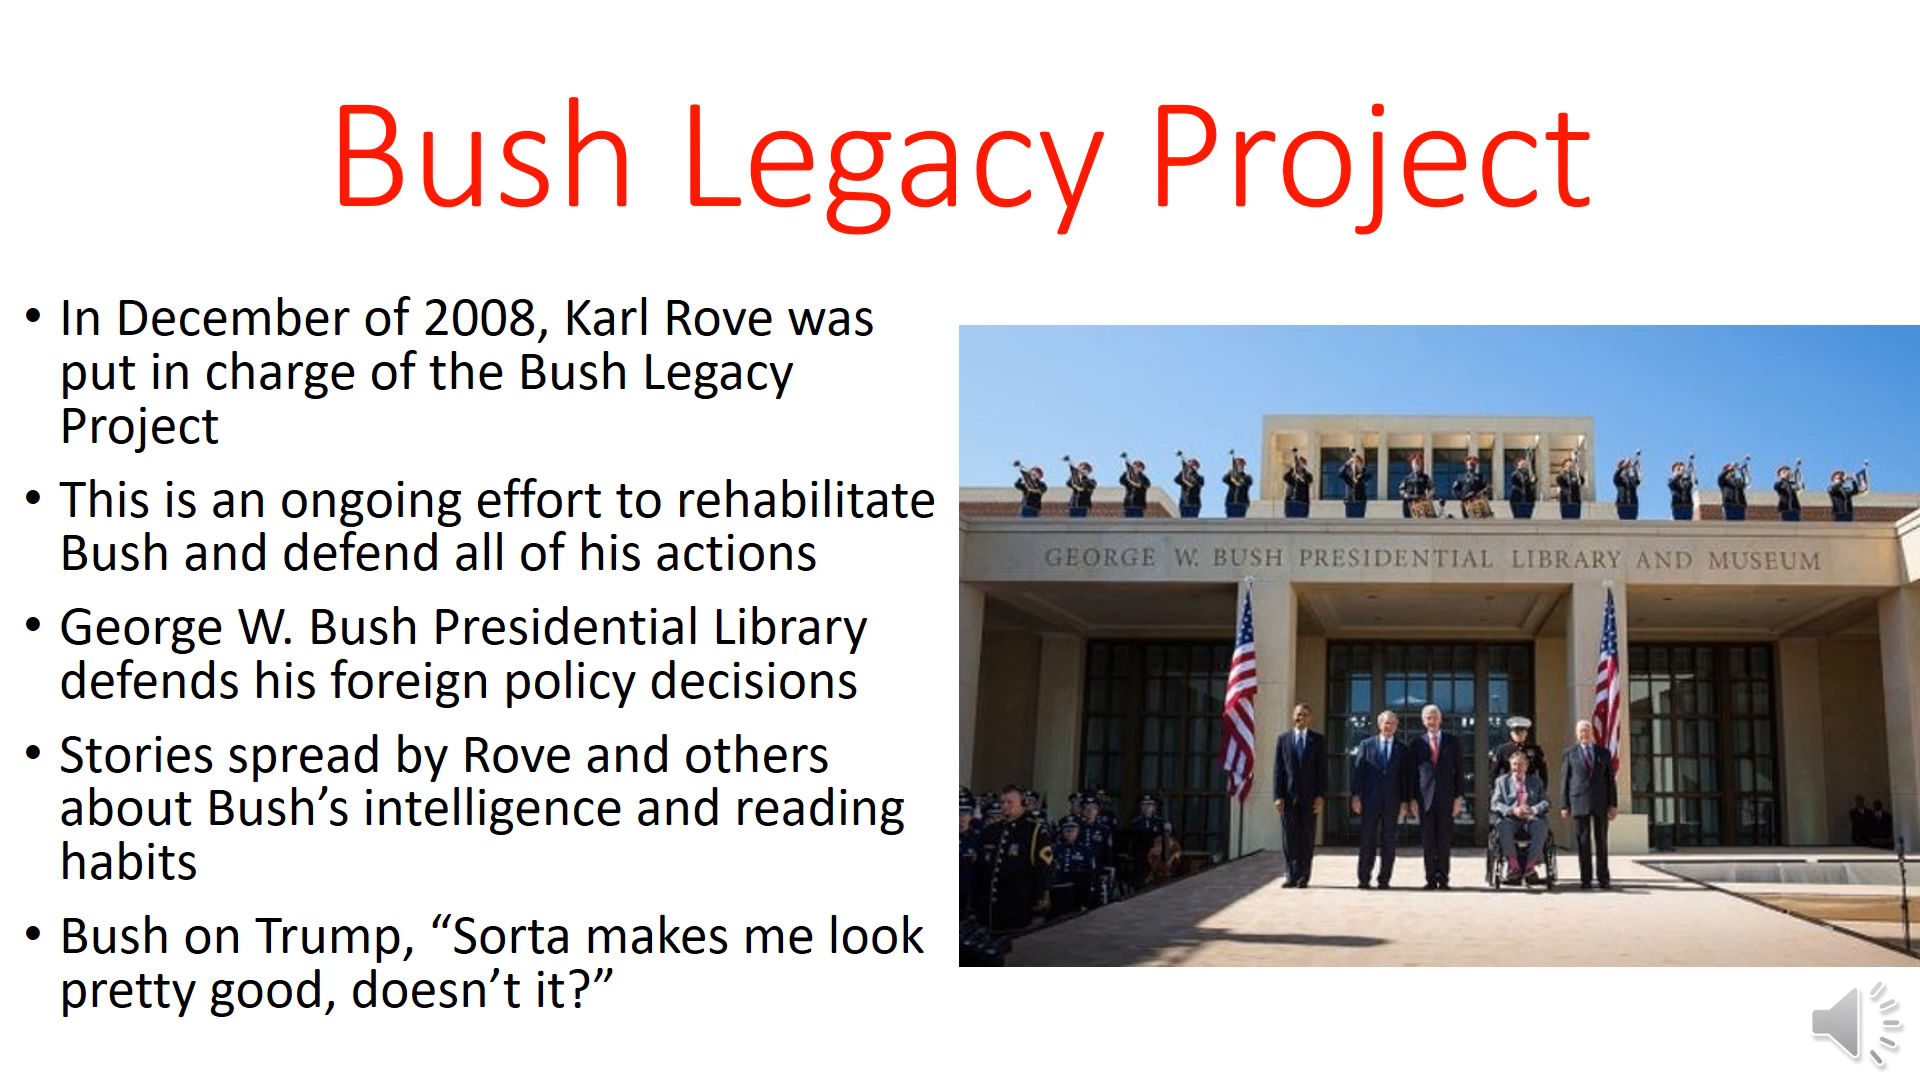 Bush Legacy Project
• In December of 2008, Karl Rove was
put in charge of the Bush Legacy
Project
• This is an ongoing effort to rehabilitate
Bush and defend all of his actions
• George W. Bush Presidential Library
defends his foreign policy decisions
• Stories spread by Rove and others
about Bush’s intelligence and reading
habits
• Bush on Trump, “Sorta makes me look
pretty good, doesn’t it?”
GEORGE W. BUSH PRESIDENTIAL LIBRARY AND MUSEUM